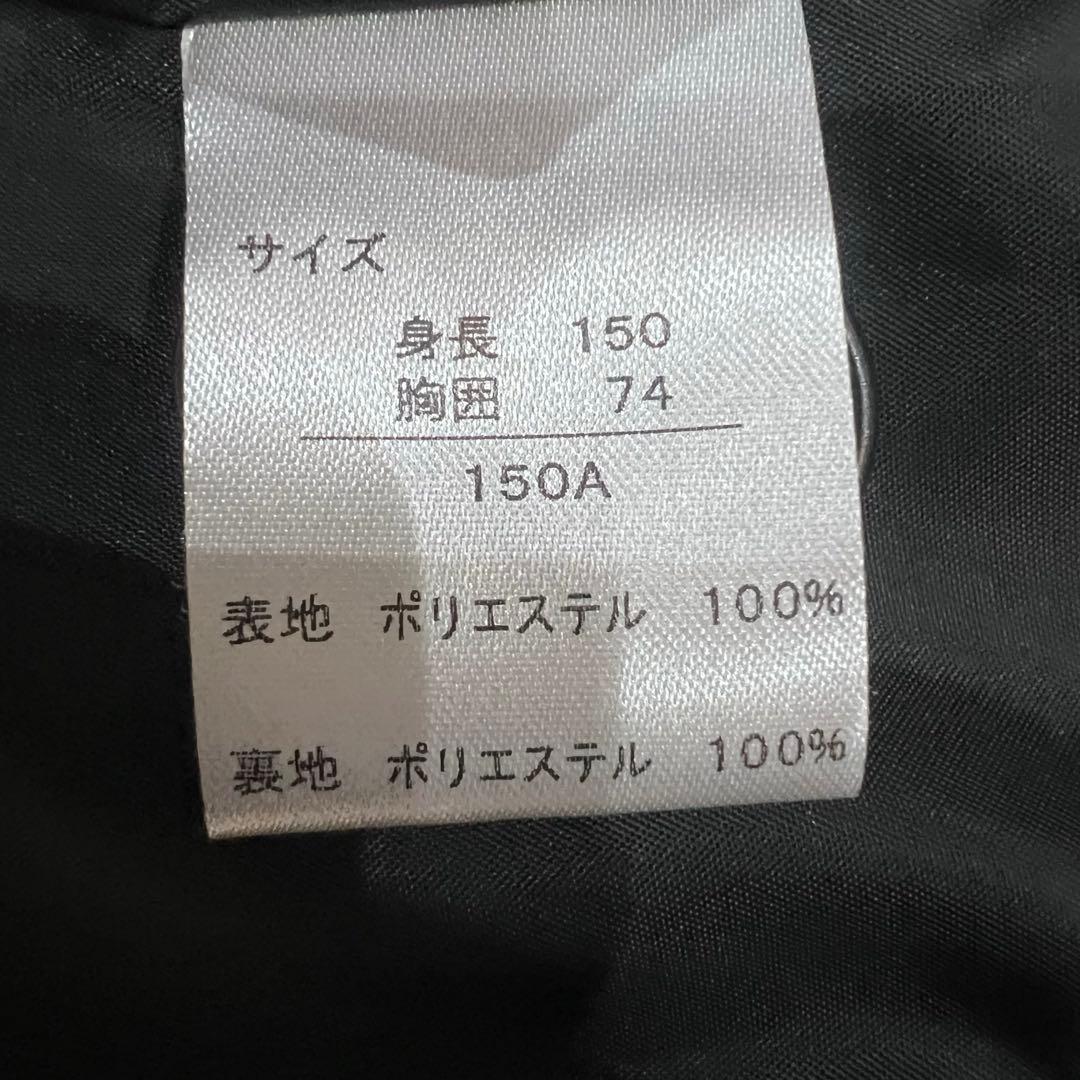 サイズ
身長 150
胸囲 74
150A
表地 ポリエステル 100%
裏地 ポリエステル 100%